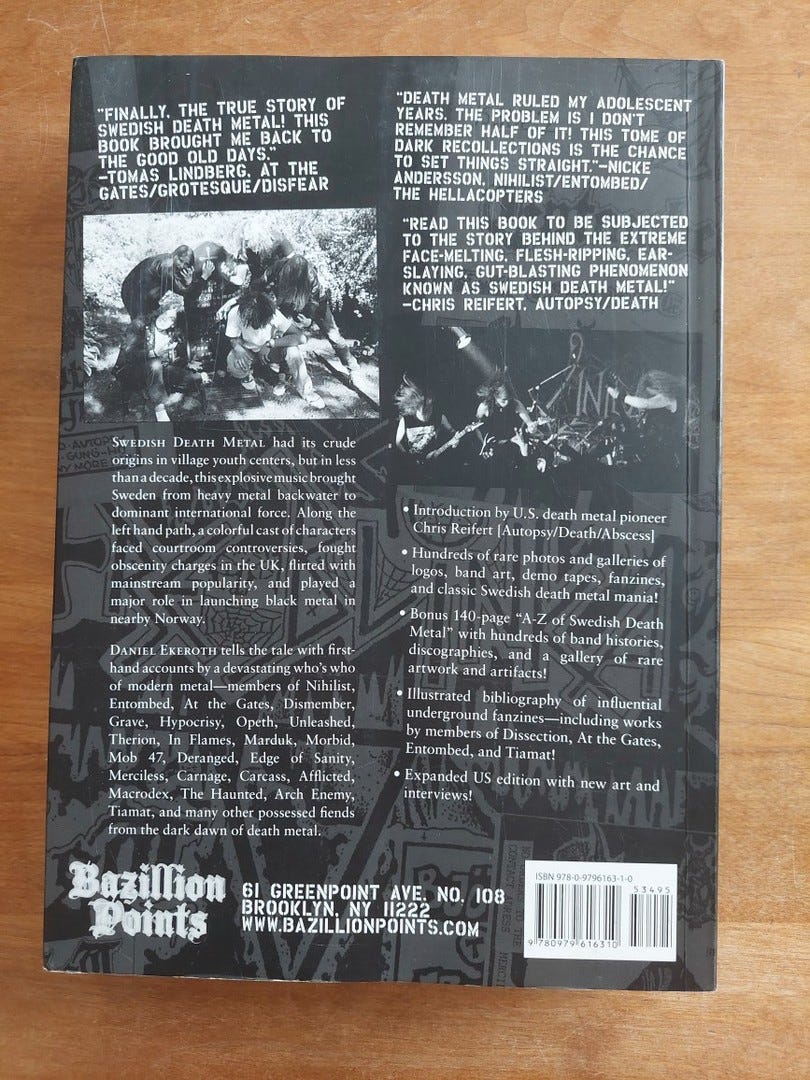 "FINALLY, THE TRUE STORY OF
SWEDISH DEATH METAL! THIS
BOOK BROUGHT ME BACK TO
THE GOOD OLD DAYS."
–TOMAS LINDBERG, AT THE
GATES/GROTESQUE/DISFEAR
"DEATH METAL RULED MY ADOLESCENT
YEARS. THE PROBLEM IS I DON'T
REMEMBER HALF OF IT! THIS TOME OF
DARK RECOLLECTIONS IS THE CHANCE
TO SET THINGS STRAIGHT."–NICKE
ANDERSSON, NIHILIST/ENTOMBED/
THE HELLACOPTERS
"READ THIS BOOK TO BE SUBJECTED
TO THE STORY BEHIND THE EXTREME
FACE-MELTING, FLESH-RIPPING, EAR-
SLAYING, GUT-BLASTING PHENOMENON
KNOWN AS SWEDISH DEATH METAL!"
–CHRIS REIFERT, AUTOPSY/DEATH
SWEDISH DEATH METAL had its crude
origins in village youth centers, but in less
than a decade, this explosive music brought
Sweden from heavy metal backwater to
dominant international force. Along the
left hand path, a colorful cast of characters
faced courtroom controversies, fought
obscenity charges in the UK, flirted with
mainstream popularity, and played a
major role in launching black metal in
nearby Norway.
DANIEL EKEROTH tells the tale with first-
hand accounts by a devastating who's who
of modern metal—members of Nihilist,
Entombed, At the Gates, Dismember,
Grave, Hypocrisy, Opeth, Unleashed,
Therion, In Flames, Marduk, Morbid,
Mob 47, Deranged, Edge of Sanity,
Merciless, Carnage, Carcass, Afflicted,
Macrodex, The Haunted, Arch Enemy,
Tiamat, and many other possessed fiends
from the dark dawn of death metal.
• Introduction by U.S. death metal pioneer
Chris Reifert [Autopsy/Death/Abscess]
• Hundreds of rare photos and galleries of
logos, band art, demo tapes, fanzines,
and classic Swedish death metal mania!
• Bonus 140-page "A-Z of Swedish Death
Metal" with hundreds of band histories,
discographies, and a gallery of rare
artwork and artifacts!
• Illustrated bibliography of influential
underground fanzines—including works
by members of Dissection, At the Gates,
Entombed, and Tiamat!
• Expanded US edition with new art and
interviews!
Bazillion
Points
61 GREENPOINT AVE. NO. 108
BROOKLYN, NY 11222
WWW.BAZILLIONPOINTS.COM
ISBN 978-0-9796163-1-0
53495
9 780979 616310